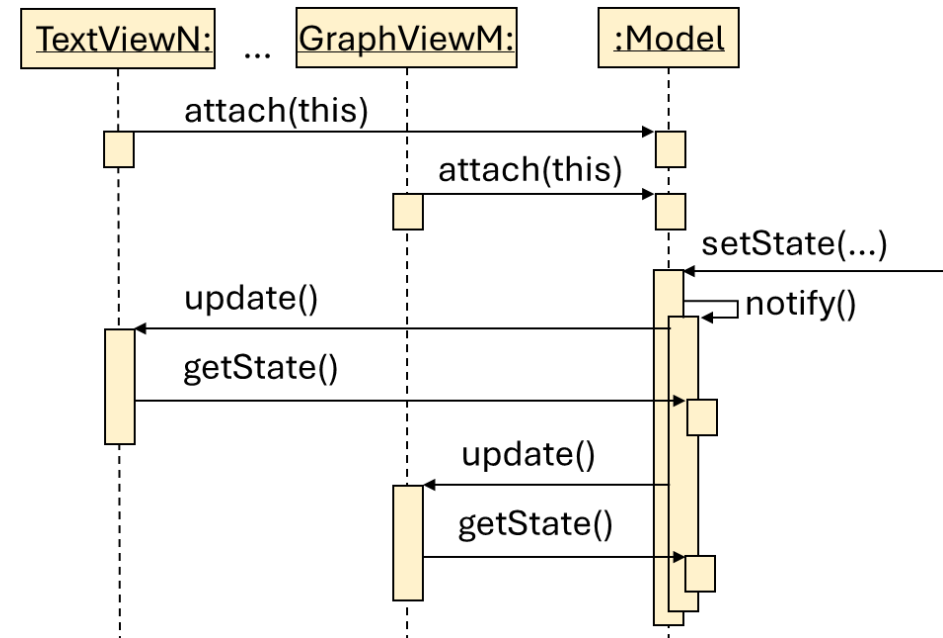 TextViewN: ... GraphViewM: :Model
attach(this)
attach(this)
setState(...)
update()
notify()
getState()
update()
getState()